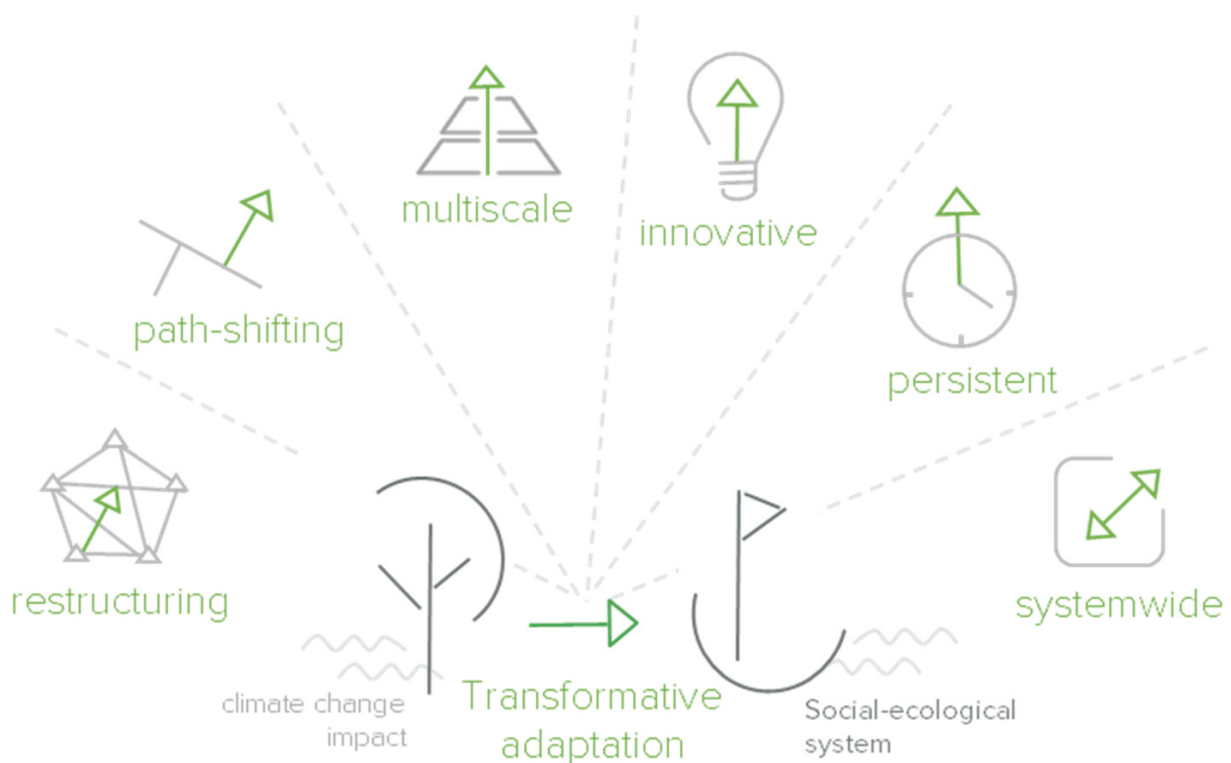 multiscale
innovative
path-shifting
persistent
restructuring
systemwide
climate change
impact
Transformative
adaptation
Social-ecological
system